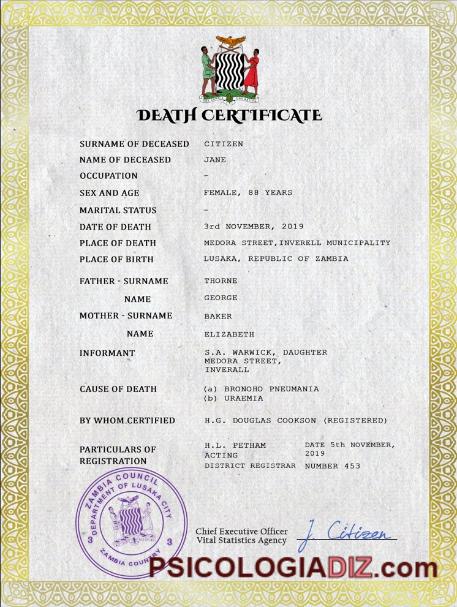 DEATH CERTIFICATE
SURNAME OF DECEASED CITIZEN
NAME OF DECEASED JANE
OCCUPATION –
SEX AND AGE FEMALE, 88 YEARS
MARITAL STATUS –
DATE OF DEATH 3rd NOVEMBER, 2019
PLACE OF DEATH MEDORA STREET,INVERELL MUNICIPALITY
PLACE OF BIRTH LUSAKA, REPUBLIC OF ZAMBIA
FATHER - SURNAME THORNE
NAME GEORGE
MOTHER - SURNAME BAKER
NAME ELIZABETH
INFORMANT S.A. WARWICK, DAUGHTER
MEDORA STREET,
INVERALL
CAUSE OF DEATH (a) BRONOHO PNEUMANIA
(b) URAEMIA
BY WHOM CERTIFIED H.G. DOUGLAS COOKSON (REGISTERED)
PARTICULARS OF REGISTRATION H.L. PETHAM
ACTING
DISTRICT REGISTRAR
DATE 5th NOVEMBER,
2019
NUMBER 453
ZAMBIA COUNCIL
DEPARTMENT OF LUSAKA CITY
3 3
ZAMBIA COUNTRY
Chief Executive Officer
Vital Statistics Agency
J. Citizen
PSICOLOGIADIZ.com